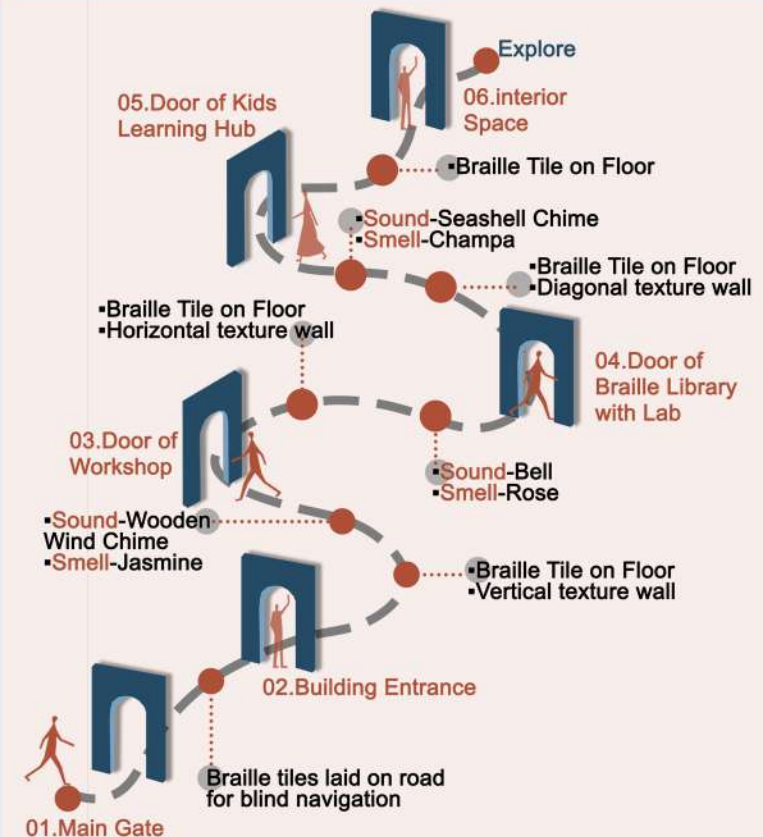 Explore
05.Door of Kids
Learning Hub
06.interior
Space
▪Braille Tile on Floor
▪Sound-Seashell Chime
▪Smell-Champa
▪Braille Tile on Floor
▪Diagonal texture wall
▪Braille Tile on Floor
▪Horizontal texture wall
04.Door of
Braille Library
with Lab
03.Door of
Workshop
▪Sound-Bell
▪Smell-Rose
▪Sound-Wooden
Wind Chime
▪Smell-Jasmine
▪Braille Tile on Floor
▪Vertical texture wall
02.Building Entrance
Braille tiles laid on road
for blind navigation
01.Main Gate